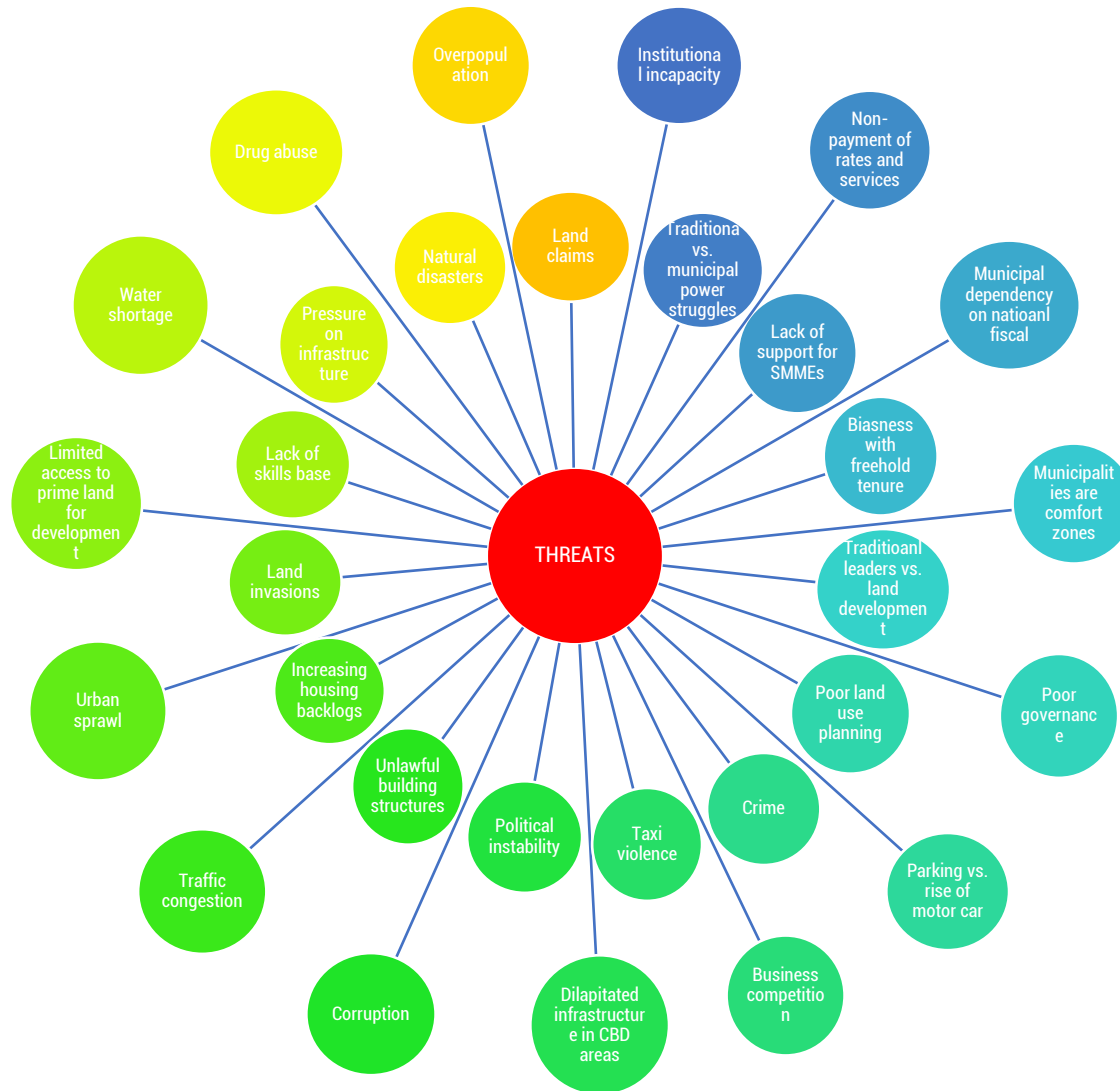 Overpopul
ation
Institutiona
l incapacity
Non-
payment of
rates and
services
Drug abuse
Land
claims
Traditiona
vs.
municipal
power
struggles
Natural
disasters
Municipal
dependency
on natioanl
fiscal
Water
shortage
Pressure
on
infrastruc
ture
Lack of
support for
SMMEs
Biasness
with
freehold
tenure
Lack of
skills base
Limited
access to
prime land
for
developmen
t
Municipalit
ies are
comfort
zones
THREATS
Land
invasions
Traditioanl
leaders vs.
land
developmen
t
Urban
sprawl
Increasing
housing
backlogs
Poor land
use
planning
Poor
governanc
e
Unlawful
building
structures
Political
instability
Taxi
violence
Crime
Traffic
congestion
Parking vs.
rise of
motor car
Corruption
Dilapitated
infrastructur
e in CBD
areas
Business
competitio
n